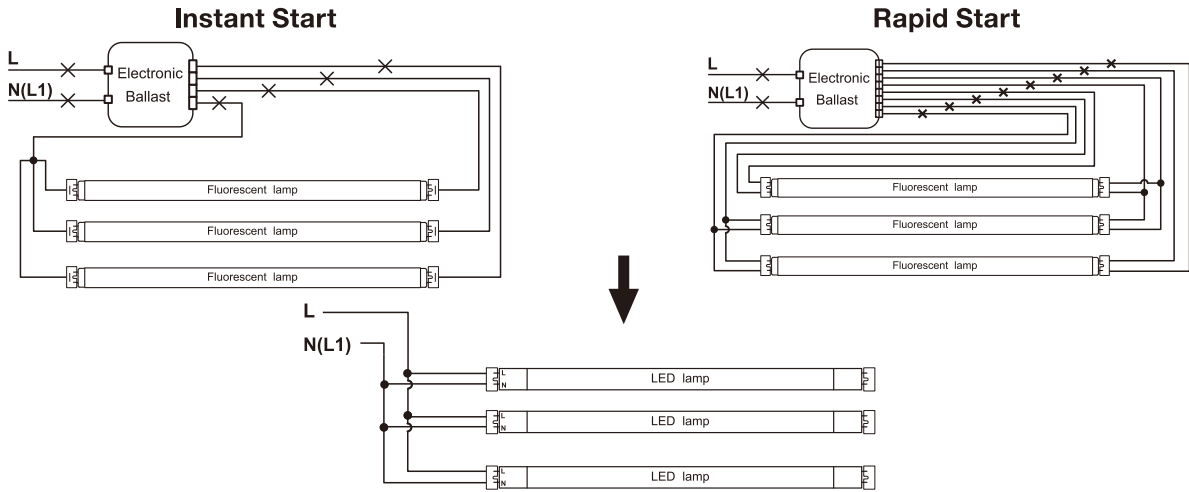 Instant Start
L
N(L1)
Electronic
Ballast
Fluorescent lamp
Fluorescent lamp
Fluorescent lamp
Rapid Start
L
N(L1)
Electronic
Ballast
Fluorescent lamp
Fluorescent lamp
Fluorescent lamp
L
N(L1)
L
N
LED lamp
L
N
LED lamp
L
N
LED lamp